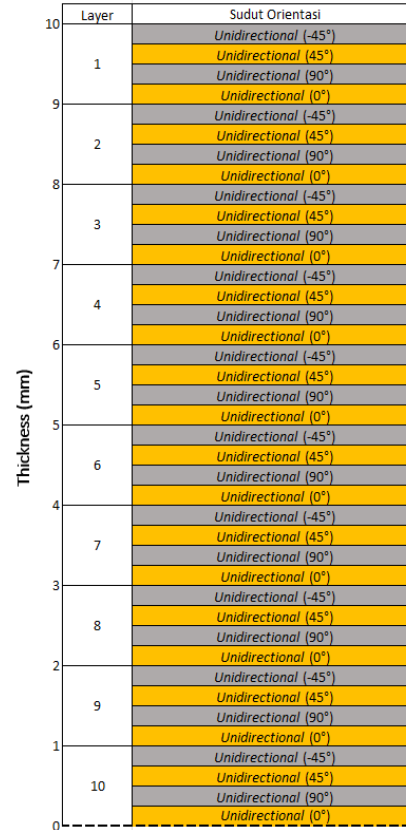 Layer Sudut Orientasi
10
Unidirectional (-45°)
1 Unidirectional (45°)
Unidirectional (90°)
Unidirectional (0°)
9
Unidirectional (-45°)
2 Unidirectional (45°)
Unidirectional (90°)
Unidirectional (0°)
8
Unidirectional (-45°)
3 Unidirectional (45°)
Unidirectional (90°)
Unidirectional (0°)
7
Unidirectional (-45°)
4 Unidirectional (45°)
Unidirectional (90°)
Unidirectional (0°)
6
Unidirectional (-45°)
5 Unidirectional (45°)
Unidirectional (90°)
Unidirectional (0°)
5
Thickness (mm)
Unidirectional (-45°)
6 Unidirectional (45°)
Unidirectional (90°)
Unidirectional (0°)
4
Unidirectional (-45°)
7 Unidirectional (45°)
Unidirectional (90°)
Unidirectional (0°)
3
Unidirectional (-45°)
8 Unidirectional (45°)
Unidirectional (90°)
Unidirectional (0°)
2
Unidirectional (-45°)
9 Unidirectional (45°)
Unidirectional (90°)
Unidirectional (0°)
1
Unidirectional (-45°)
10 Unidirectional (45°)
Unidirectional (90°)
Unidirectional (0°)
0